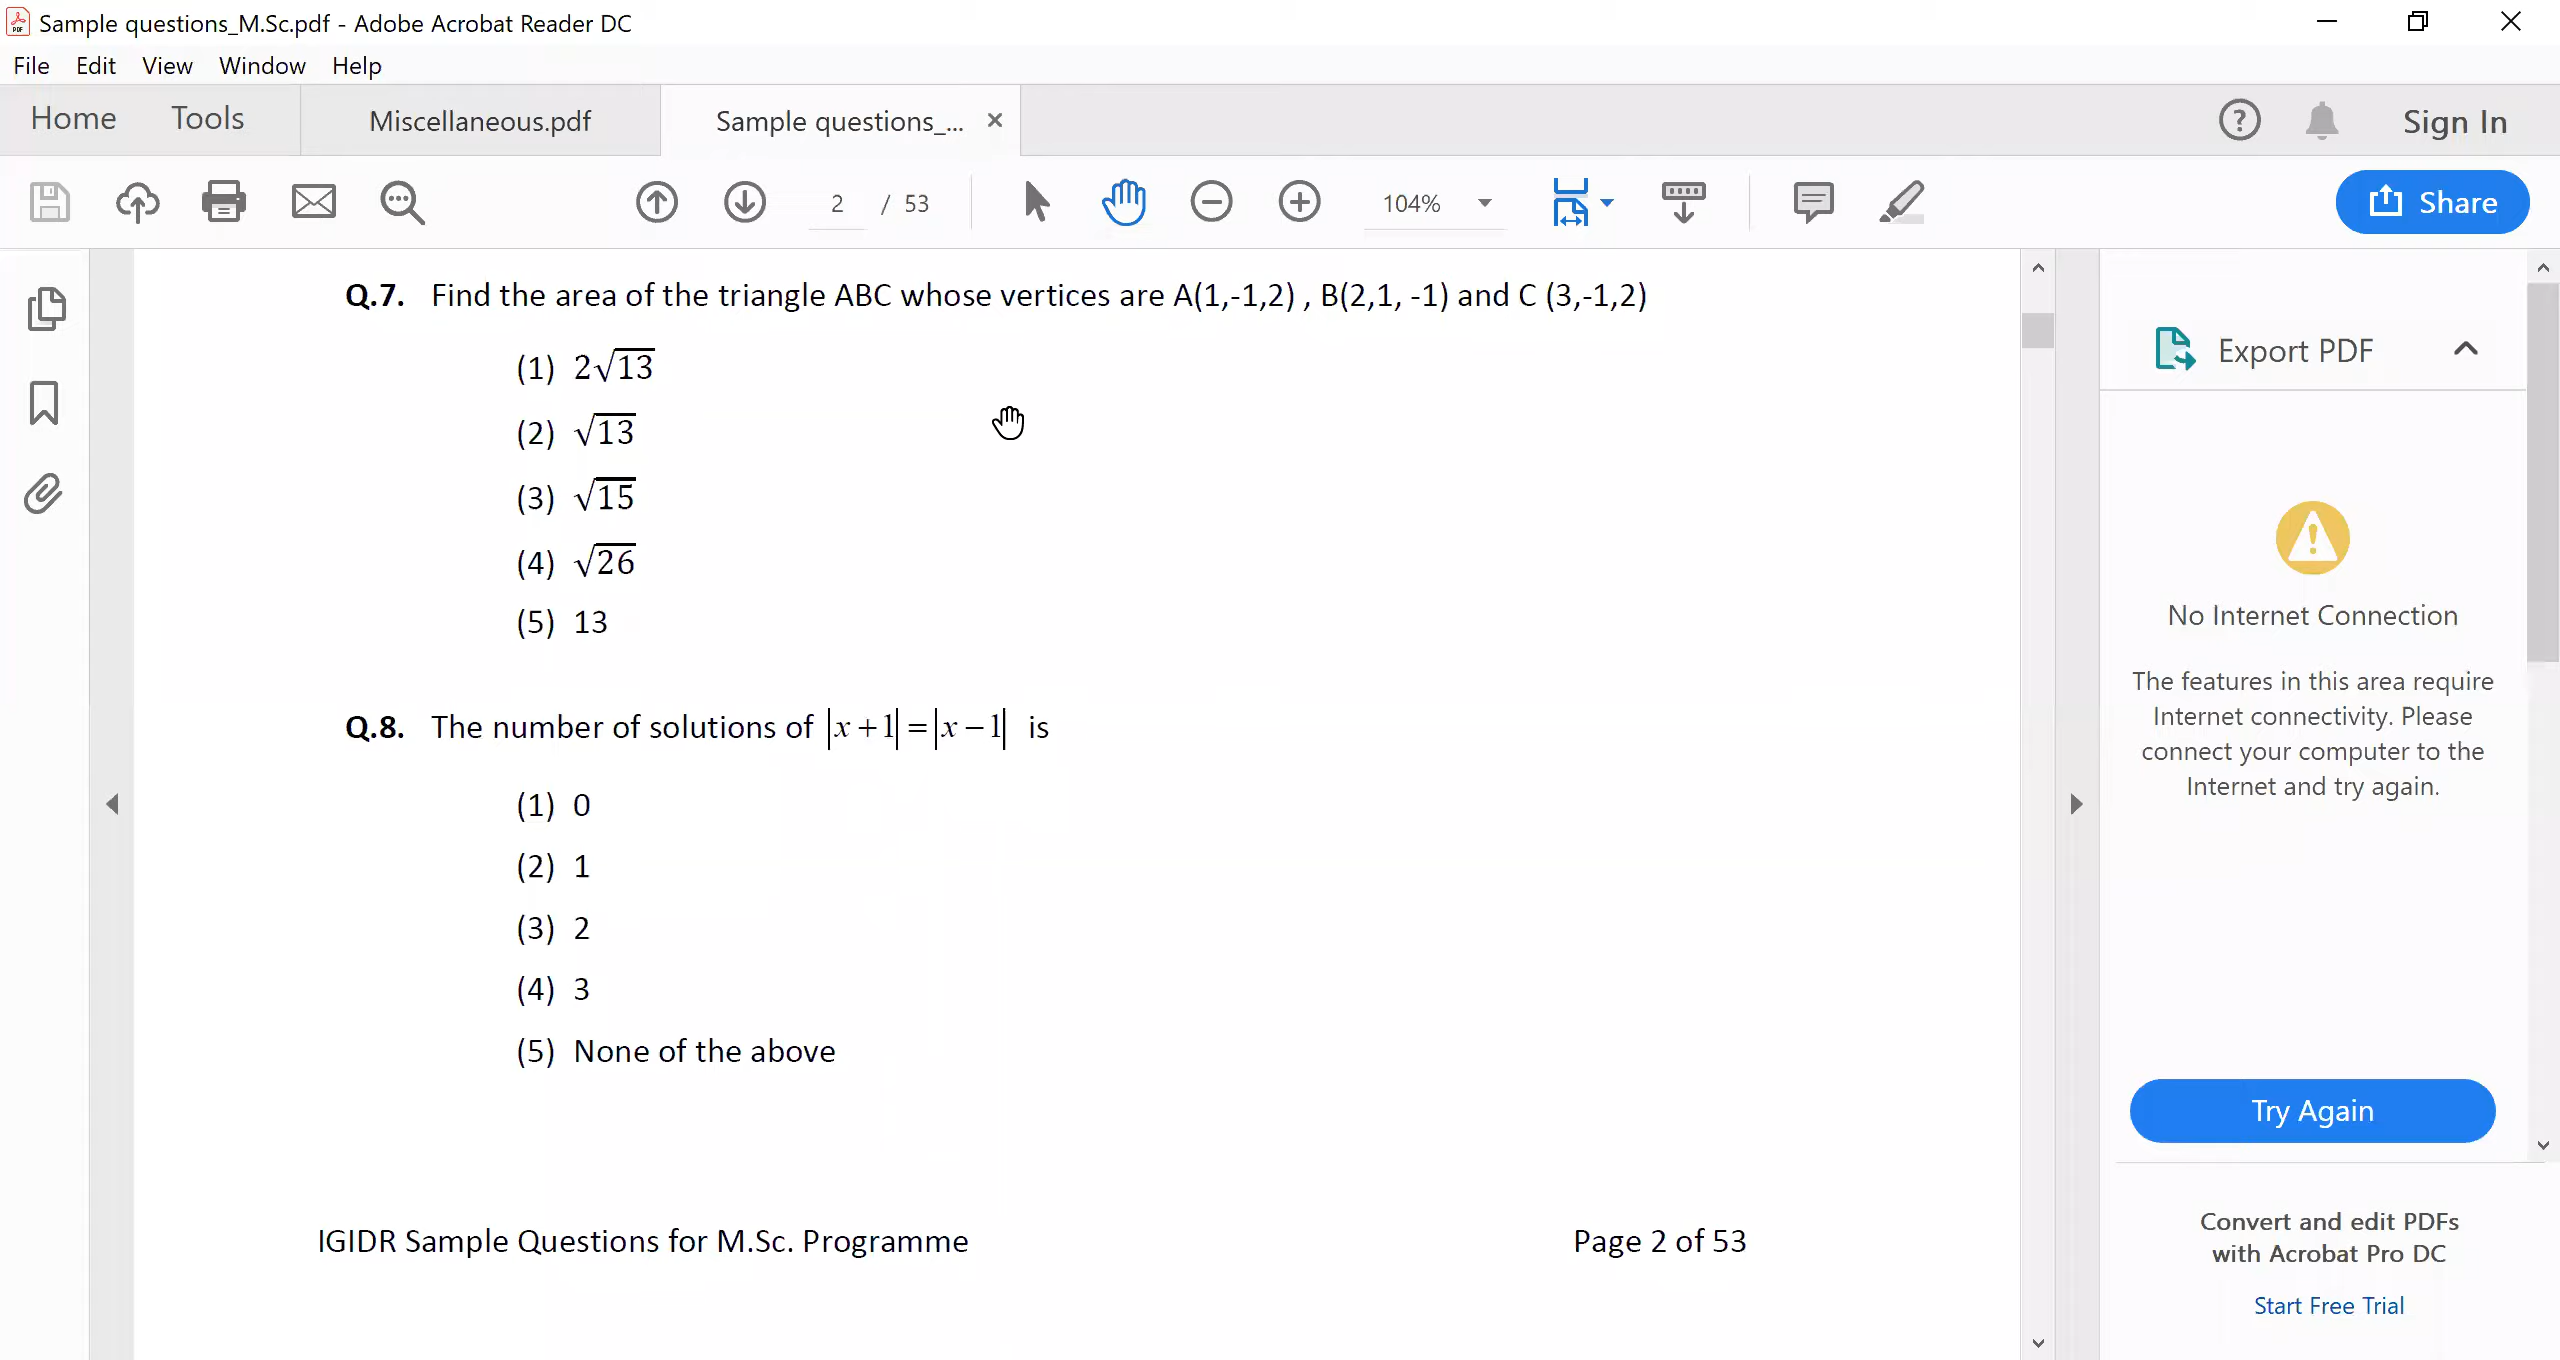 Sample questions_M.Sc.pdf - Adobe Acrobat Reader DC
File Edit View Window Help
Home Tools Miscellaneous.pdf Sample questions_... × Sign In
2 / 53 104% Share
Q.7. Find the area of the triangle ABC whose vertices are A(1,-1,2) , B(2,1, -1) and C (3,-1,2)
(1) 2√13
(2) √13
(3) √15
(4) √26
(5) 13
Q.8. The number of solutions of |x+1|=|x−1| is
(1) 0
(2) 1
(3) 2
(4) 3
(5) None of the above
IGIDR Sample Questions for M.Sc. Programme Page 2 of 53
Export PDF
No Internet Connection
The features in this area require
Internet connectivity. Please
connect your computer to the
Internet and try again.
Try Again
Convert and edit PDFs
with Acrobat Pro DC
Start Free Trial